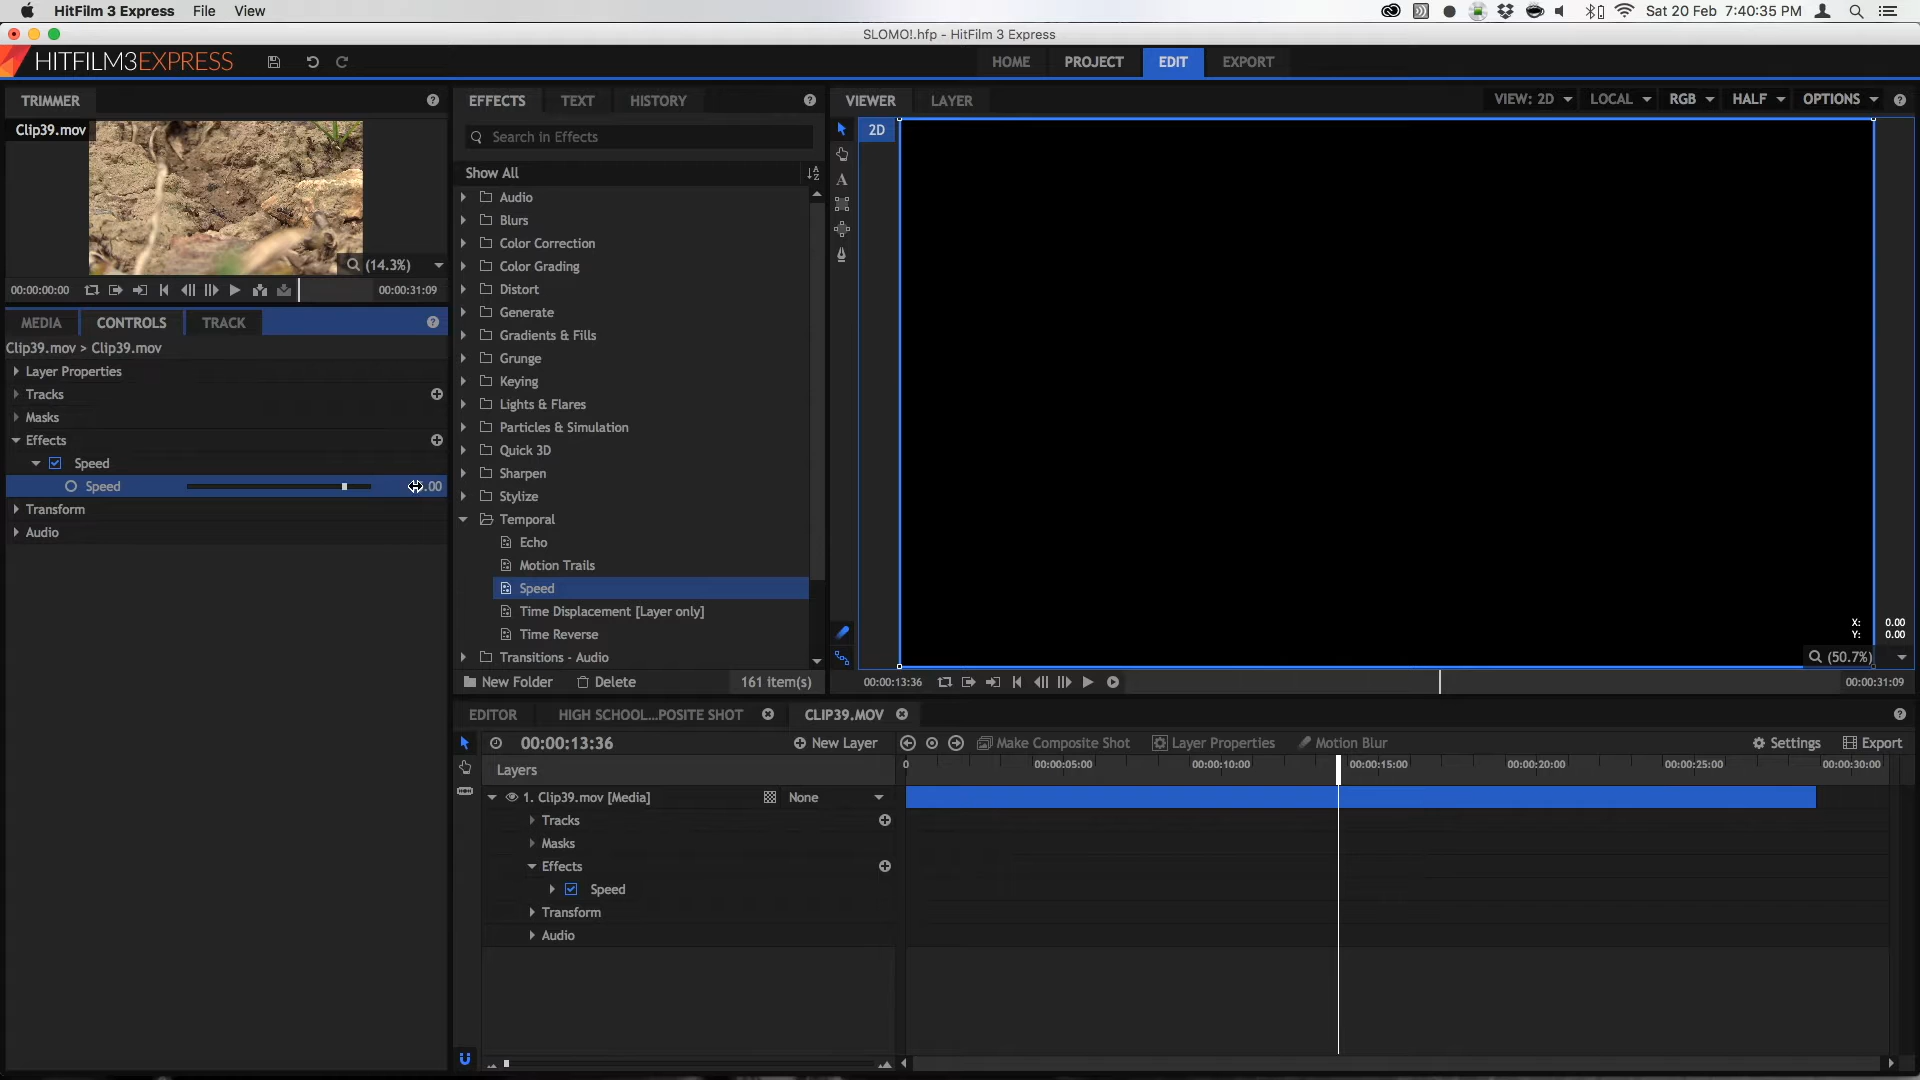 HitFilm 3 Express File View
Sat 20 Feb 7:40:35 PM
SLOMO!.hfp - HitFilm 3 Express
HITFILM3EXPRESS
HOME PROJECT EDIT EXPORT
TRIMMER
EFFECTS TEXT HISTORY
VIEWER LAYER
VIEW: 2D LOCAL RGB HALF OPTIONS
Clip39.mov
2D
Search in Effects
Show All
Audio
Blurs
Color Correction
Color Grading
(14.3%)
00:00:00:00
00:00:31:09
Distort
Generate
MEDIA CONTROLS TRACK
Gradients & Fills
Clip39.mov > Clip39.mov
Grunge
Layer Properties
Keying
Tracks
Lights & Flares
Masks
Particles & Simulation
Effects
Quick 3D
Speed
Sharpen
Speed
.00
Stylize
Transform
Temporal
Audio
Echo
Motion Trails
Speed
Time Displacement [Layer only]
Time Reverse
Transitions - Audio
X: 0.00
Y: 0.00
(50.7%)
New Folder Delete 161 item(s)
00:00:13:36
00:00:31:09
EDITOR HIGH SCHOOL...POSITE SHOT CLIP39.MOV
00:00:13:36 New Layer Make Composite Shot Layer Properties Motion Blur Settings Export
Layers
0 00:00:05:00 00:00:10:00 00:00:15:00 00:00:20:00 00:00:25:00 00:00:30:00
1. Clip39.mov [Media] None
Tracks
Masks
Effects
Speed
Transform
Audio